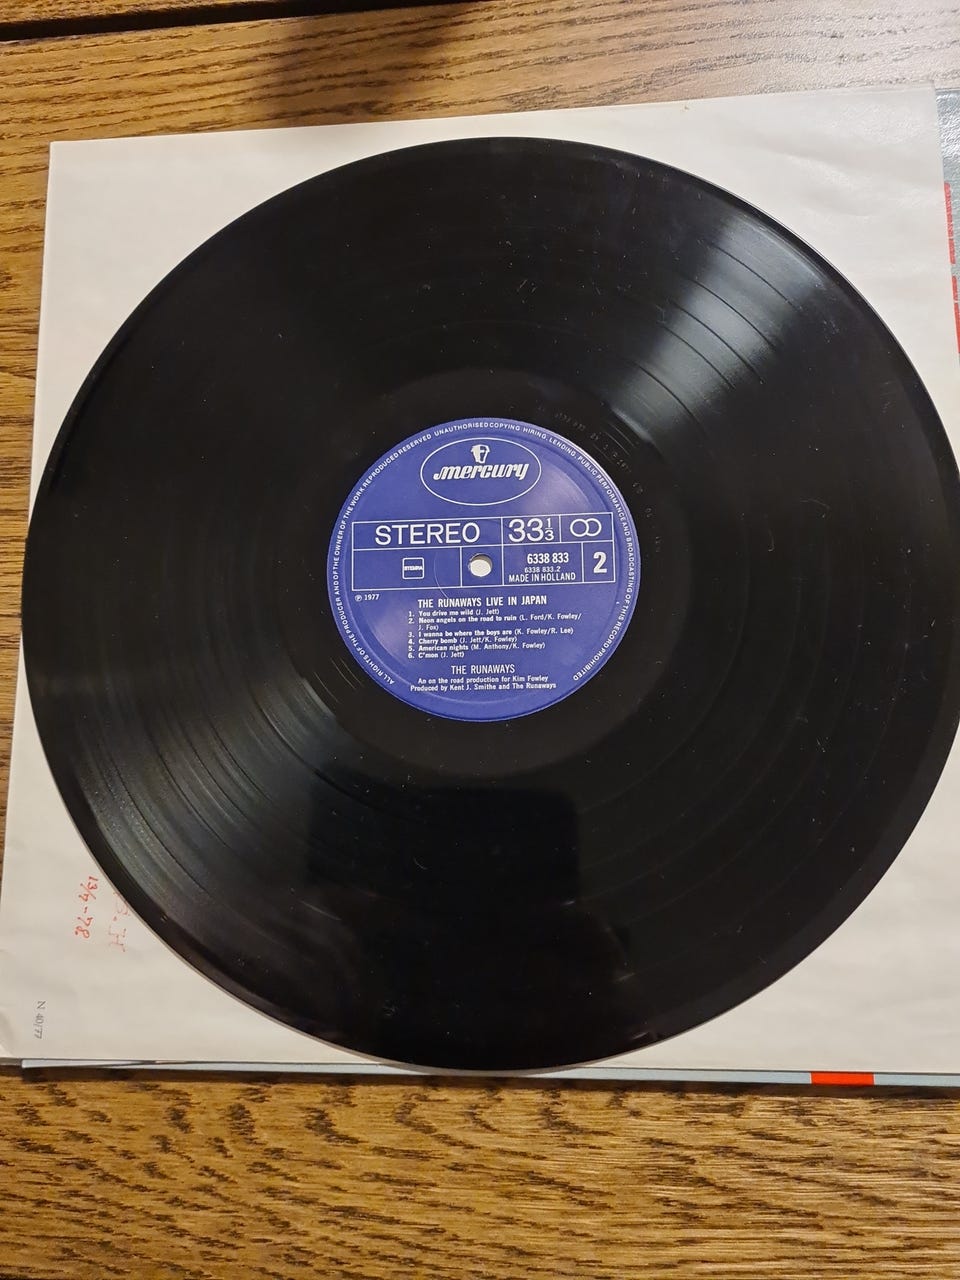 mercury
ALL RIGHTS OF THE PRODUCER AND OF THE OWNER OF THE WORK REPRODUCED RESERVED UNAUTHORISED COPYING, HIRING, LENDING, PUBLIC PERFORMANCE AND BROADCASTING OF THIS RECORD PROHIBITED
STEREO
33 1/3
STEMRA
6338 833
6338 833.2
MADE IN HOLLAND
2
℗ 1977
THE RUNAWAYS LIVE IN JAPAN
1. You drive me wild (J. Jett)
2. Neon angels on the road to ruin (L. Ford/K. Fowley/
J. Fox)
3. I wanna be where the boys are (K. Fowley/R. Lee)
4. Cherry bomb (J. Jett/K. Fowley)
5. American nights (M. Anthony/K. Fowley)
6. C'mon (J. Jett)
THE RUNAWAYS
An on the road production for Kim Fowley
Produced by Kent J. Smithe and The Runaways
13/7-78
N 40/77